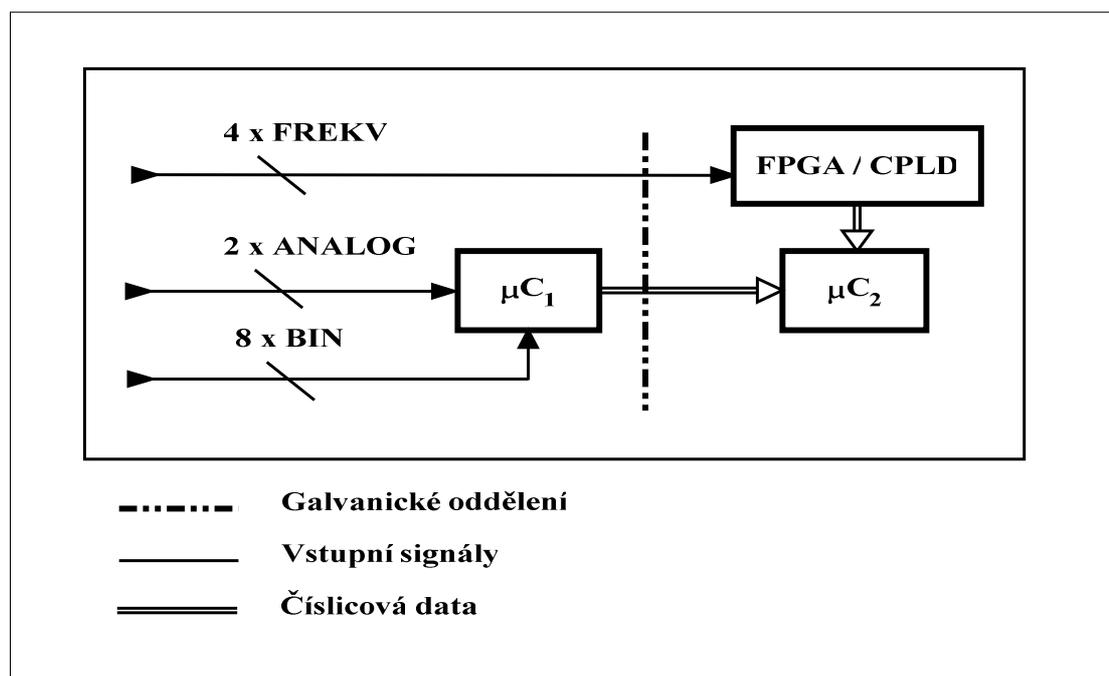 4 x FREKV
FPGA / CPLD
2 x ANALOG
μC1
μC2
8 x BIN
Galvanické oddělení
Vstupní signály
Číslicová data